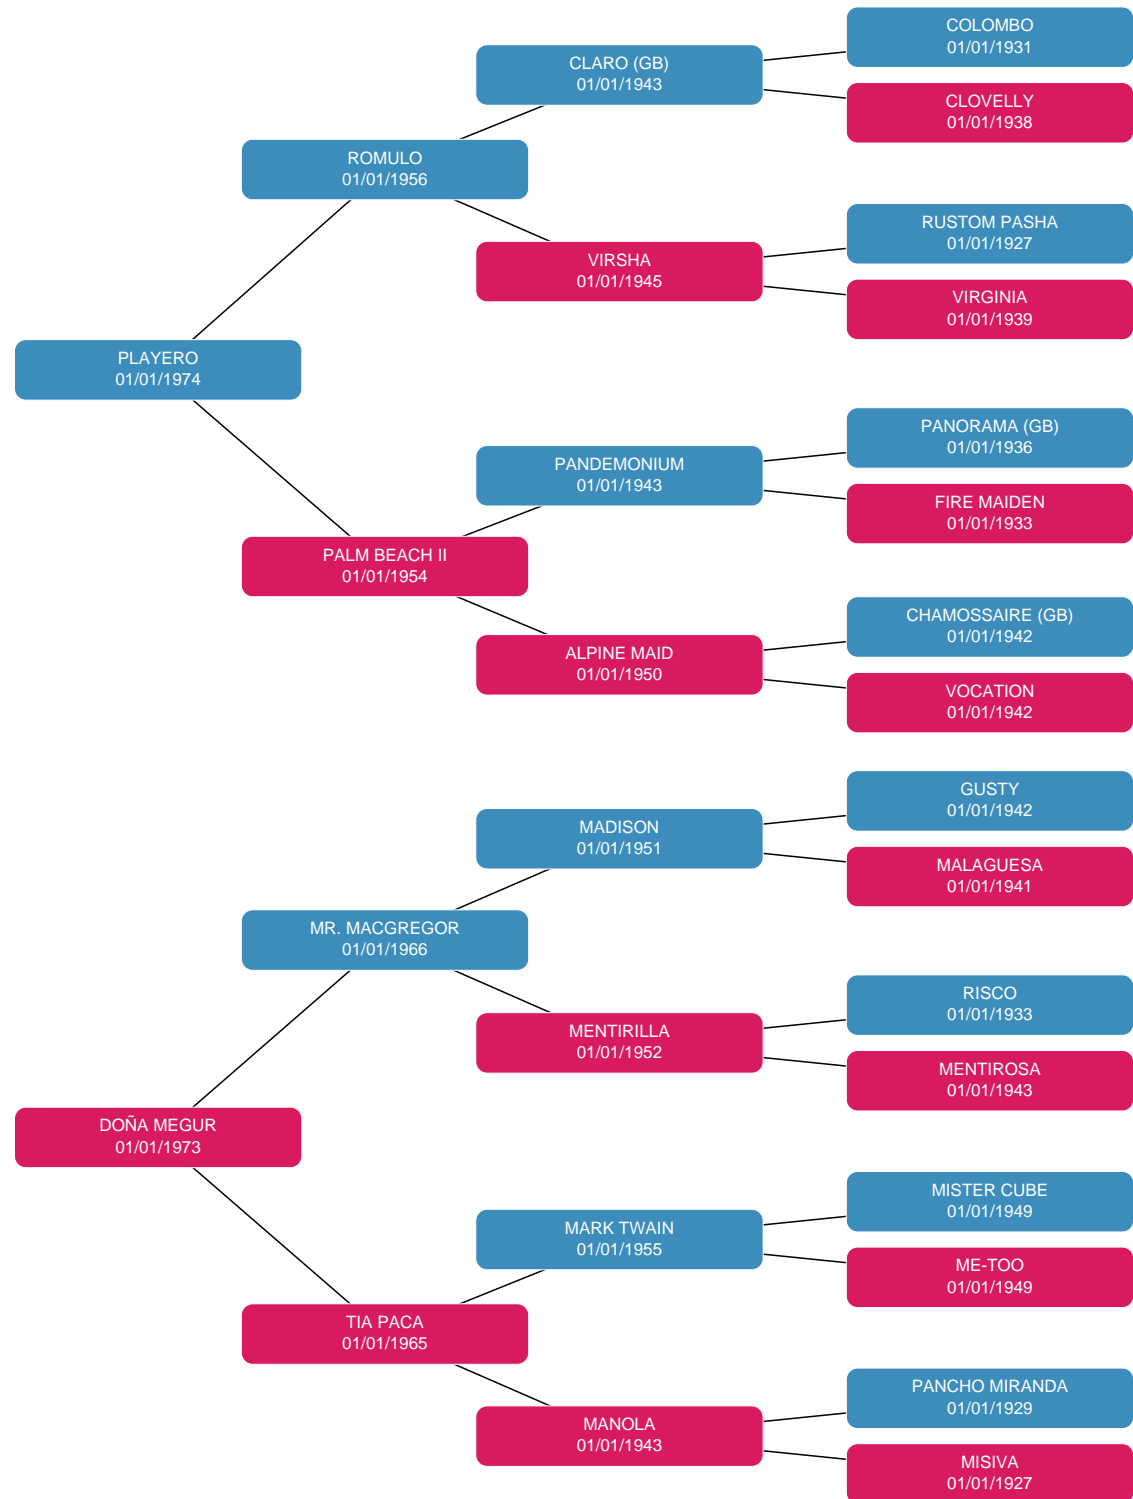 COLOMBO
01/01/1931
CLARO (GB)
01/01/1943
CLOVELLY
01/01/1938
ROMULO
01/01/1956
RUSTOM PASHA
01/01/1927
VIRSHA
01/01/1945
VIRGINIA
01/01/1939
PLAYERO
01/01/1974
PANORAMA (GB)
01/01/1936
PANDEMONIUM
01/01/1943
FIRE MAIDEN
01/01/1933
PALM BEACH II
01/01/1954
CHAMOSSAIRE (GB)
01/01/1942
ALPINE MAID
01/01/1950
VOCATION
01/01/1942
GUSTY
01/01/1942
MADISON
01/01/1951
MALAGUESA
01/01/1941
MR. MACGREGOR
01/01/1966
RISCO
01/01/1933
MENTIRILLA
01/01/1952
MENTIROSA
01/01/1943
DOÑA MEGUR
01/01/1973
MISTER CUBE
01/01/1949
MARK TWAIN
01/01/1955
ME-TOO
01/01/1949
TIA PACA
01/01/1965
PANCHO MIRANDA
01/01/1929
MANOLA
01/01/1943
MISIVA
01/01/1927